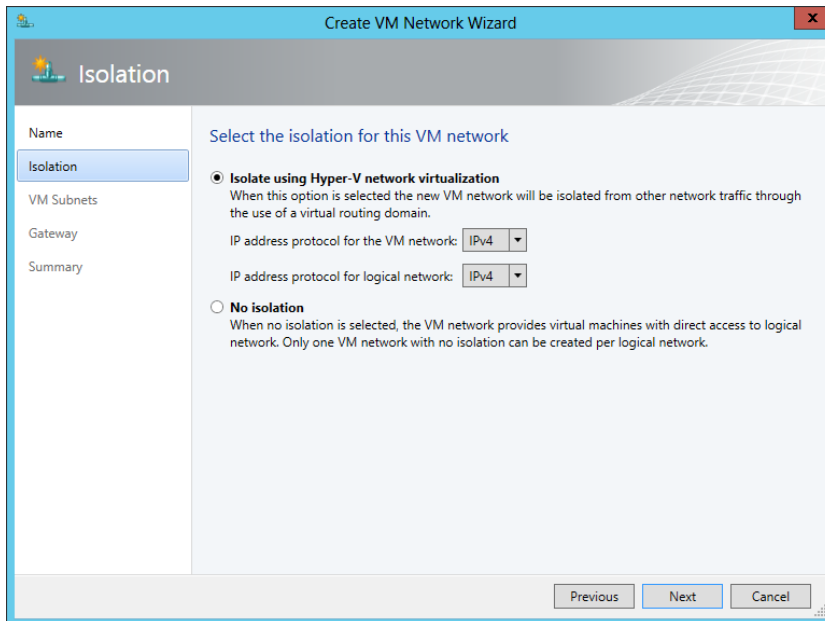 Create VM Network Wizard
x
Isolation
Name
Isolation
VM Subnets
Gateway
Summary
Select the isolation for this VM network
Isolate using Hyper-V network virtualization
When this option is selected the new VM network will be isolated from other network traffic through
the use of a virtual routing domain.
IP address protocol for the VM network: IPv4
IP address protocol for logical network: IPv4
No isolation
When no isolation is selected, the VM network provides virtual machines with direct access to logical
network. Only one VM network with no isolation can be created per logical network.
Previous Next Cancel